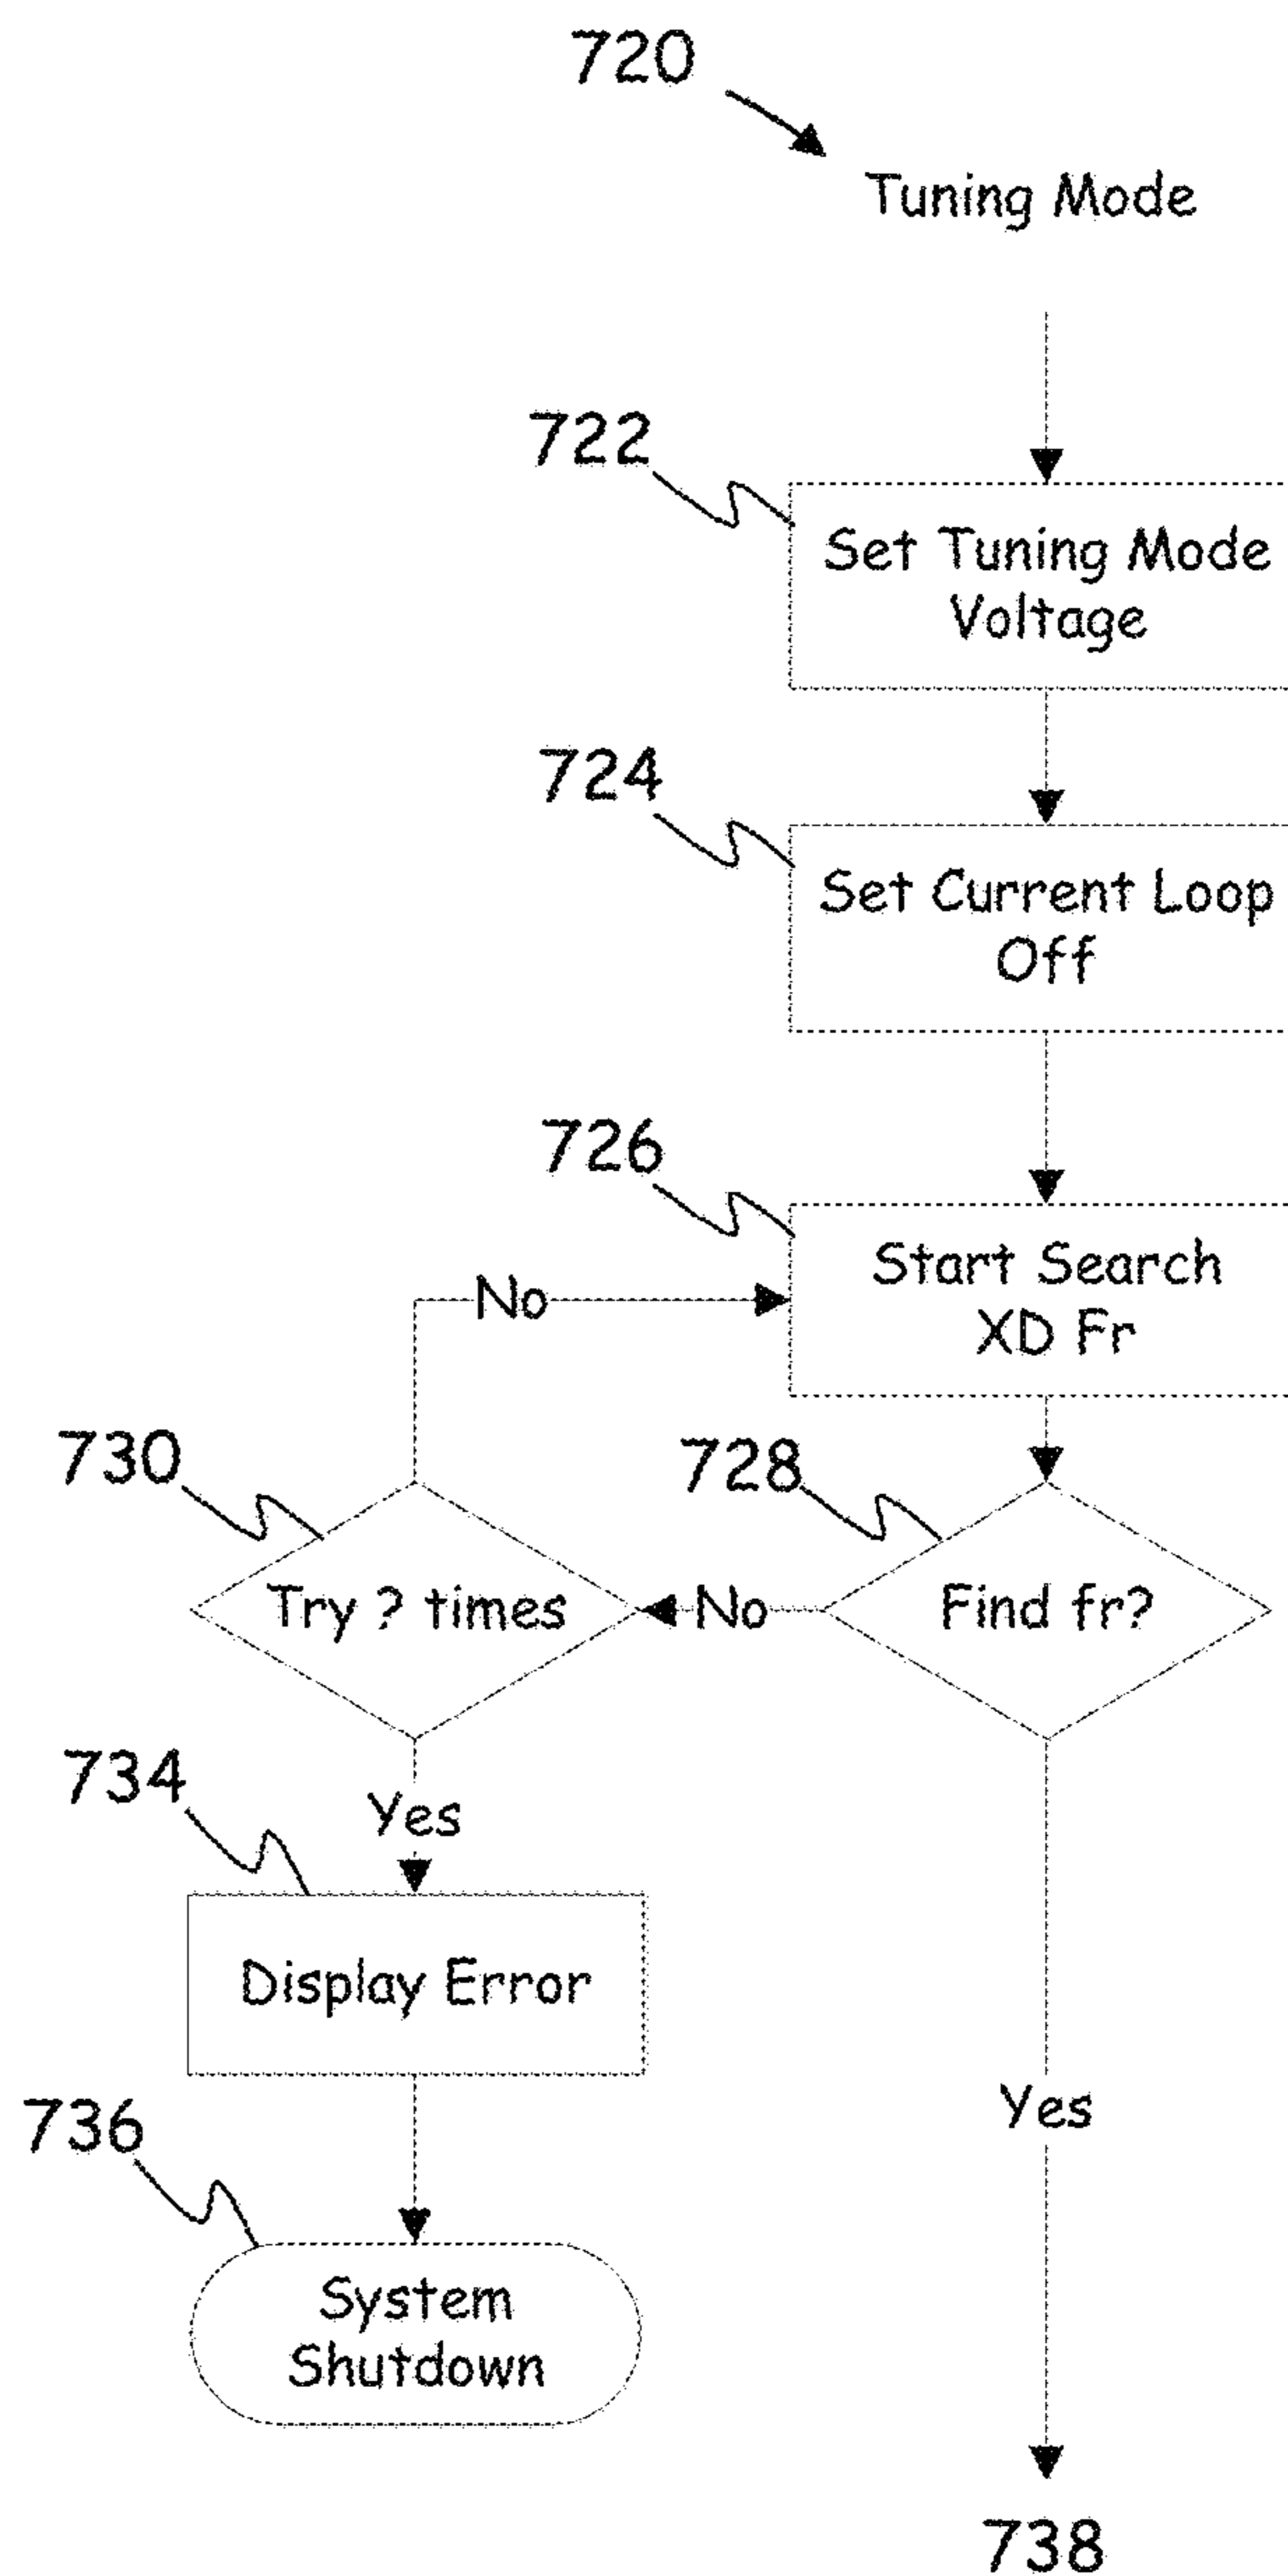 720
Tuning Mode
722
Set Tuning Mode
Voltage
724
Set Current Loop
Off
726
Start Search
XD Fr
No
730
728
Try ? times
No
Find fr?
734
Yes
Display Error
736
Yes
System
Shutdown
738